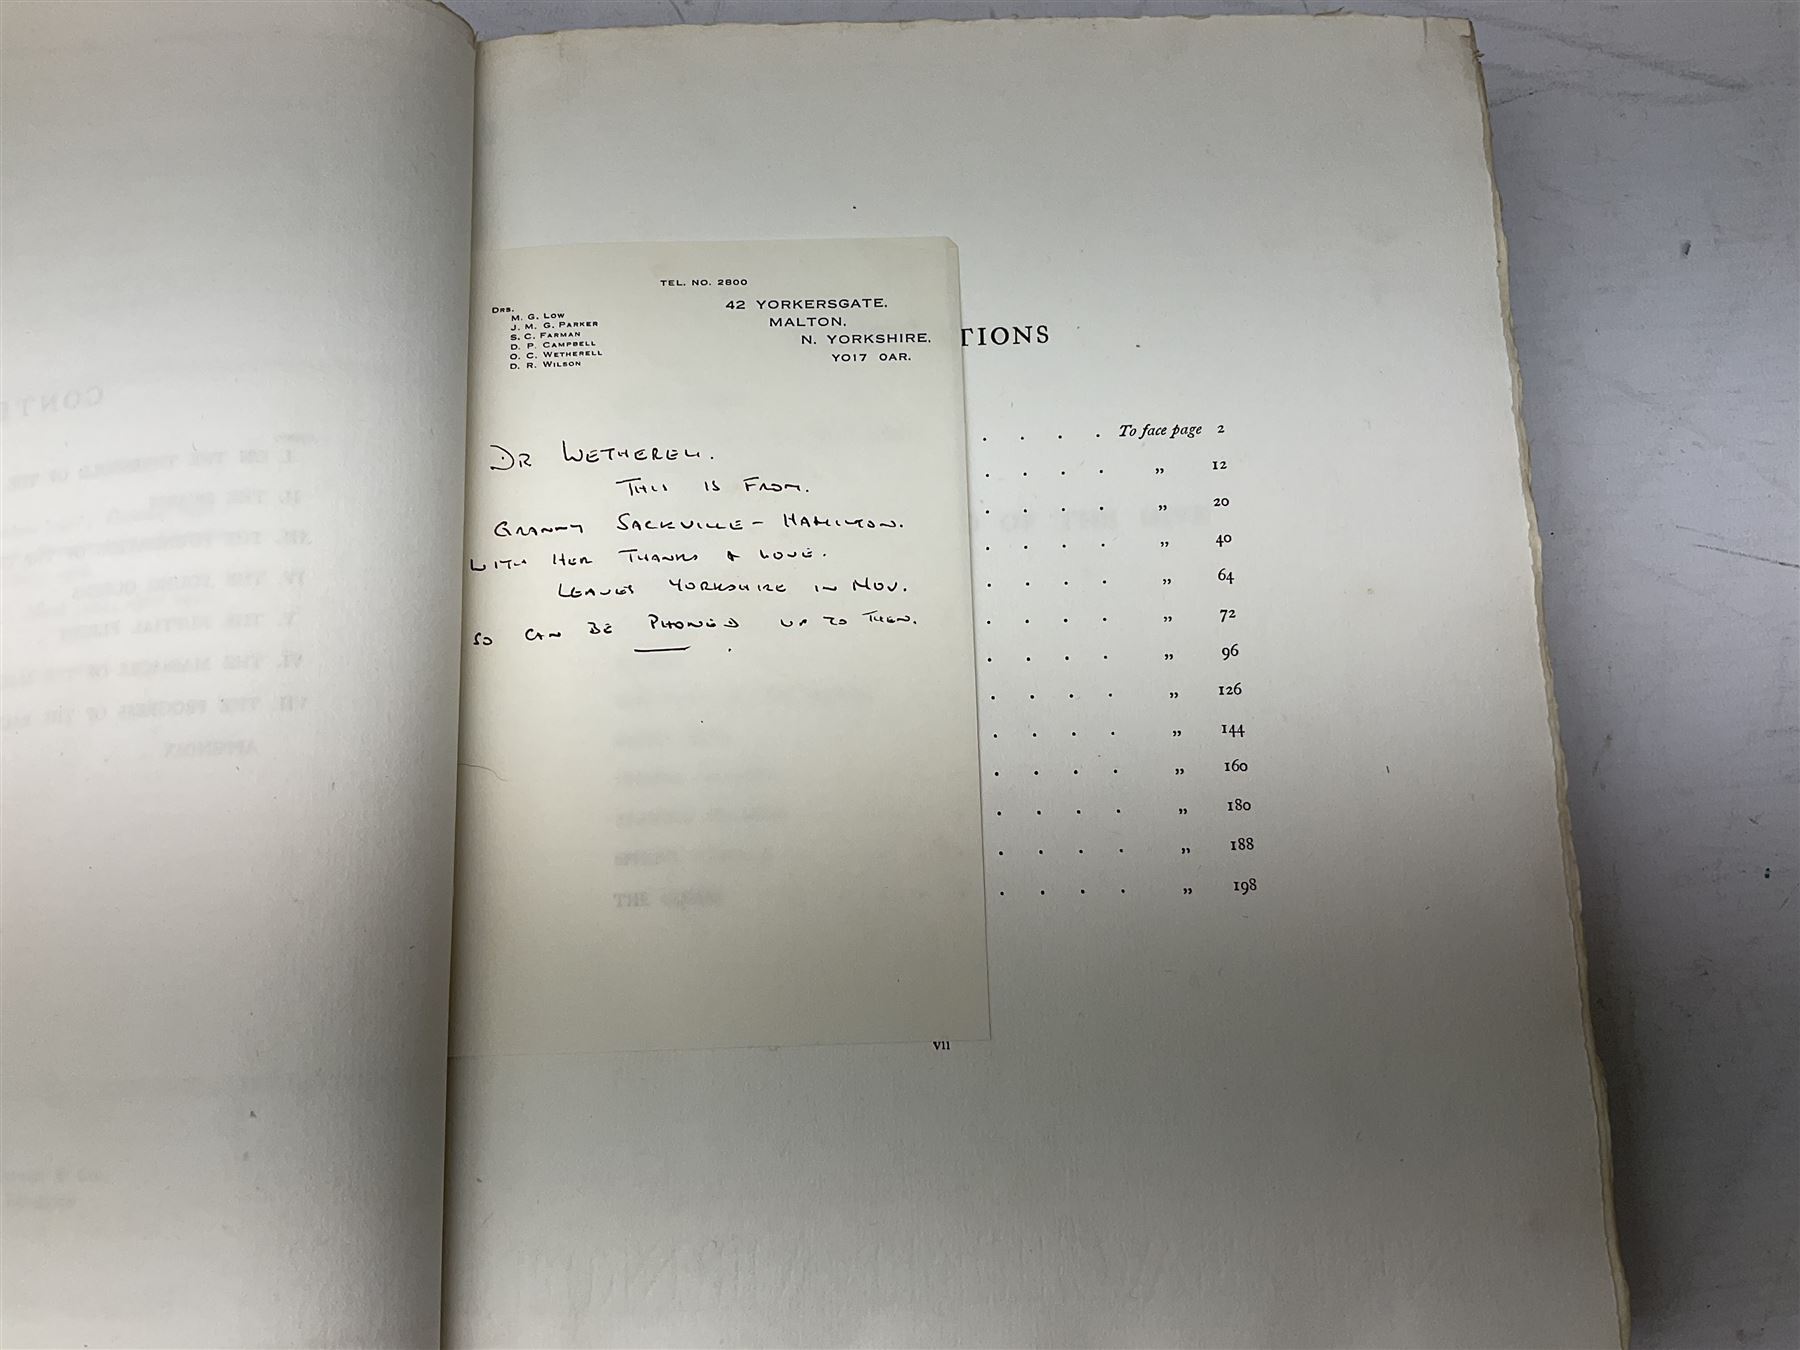 TEL. NO. 2800
DRS.
M. G. LOW
J. M. G. PARKER
S. C. FARMAN
D. P. CAMPBELL
O. C. WETHERELL
D. R. WILSON
42 YORKERSGATE.
MALTON.
N. YORKSHIRE.
YO17 0AR.
DR WETHERELL.
THIS IS FROM.
GRANNY SACKVILLE-HAMILTON.
WITH HER THANKS & LOVE.
LEAVES YORKSHIRE IN NOV.
SO CAN BE PHONED UP TO THEN.
TIONS
. . . . To face page 2
. . . . „ 12
. . . . „ 20
. . . . „ 40
. . . . „ 64
. . . . „ 72
. . . . „ 96
. . . . „ 126
. . . . „ 144
. . . . „ 160
. . . . „ 180
. . . . „ 188
. . . . „ 198
vii